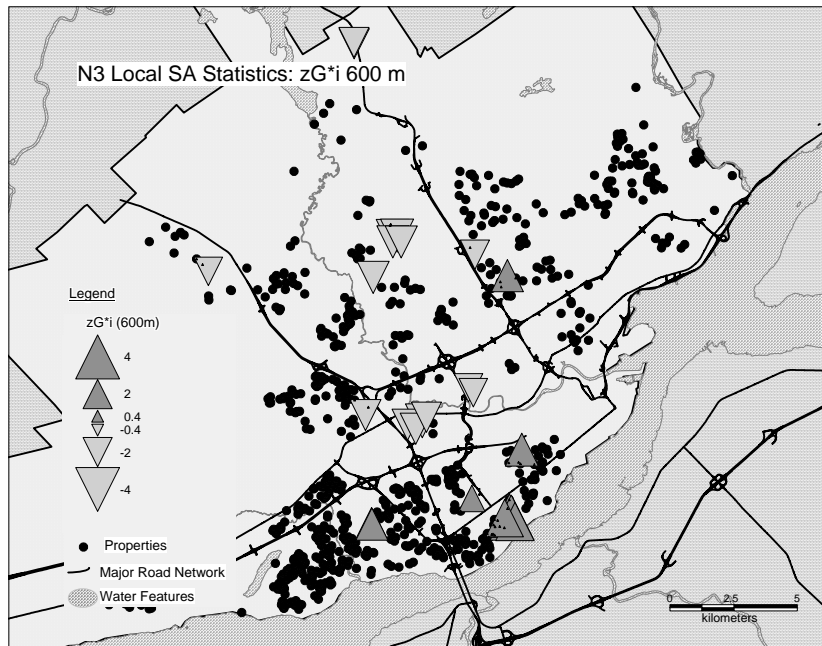 N3 Local SA Statistics: zG*i 600 m
Legend
zG*i (600m)
4
2
0.4
-0.4
-2
-4
Properties
Major Road Network
Water Features
0 2.5 5
kilometers